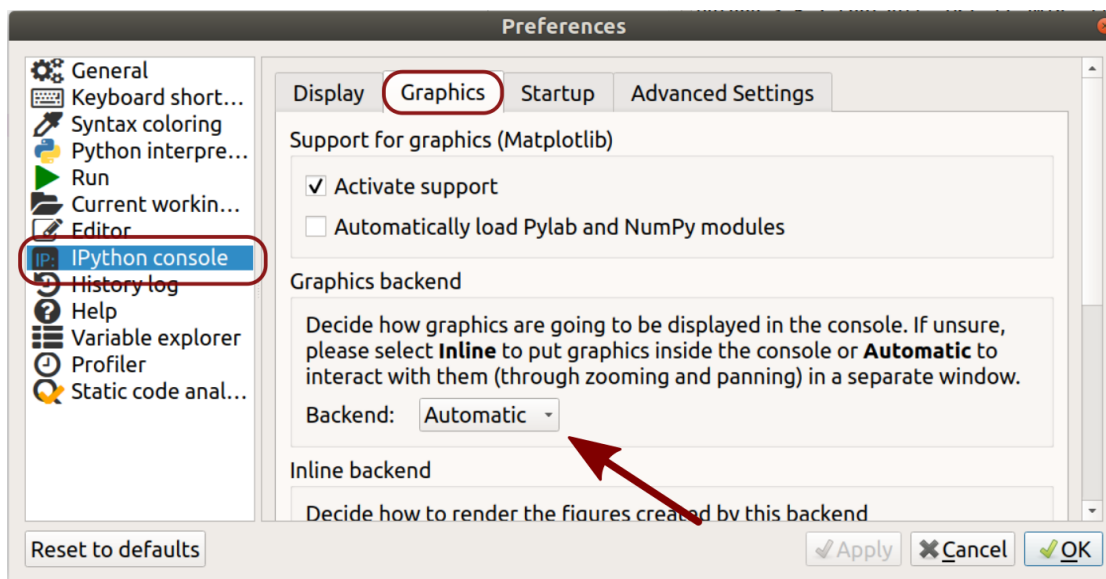 Preferences
General
Keyboard short...
Syntax coloring
Python interpre...
Run
Current workin...
Editor
IP: IPython console
History log
Help
Variable explorer
Profiler
Static code anal...
Display Graphics Startup Advanced Settings
Support for graphics (Matplotlib)
Activate support
Automatically load Pylab and NumPy modules
Graphics backend
Decide how graphics are going to be displayed in the console. If unsure,
please select Inline to put graphics inside the console or Automatic to
interact with them (through zooming and panning) in a separate window.
Backend: Automatic
Inline backend
Decide how to render the figures created by this backend
Reset to defaults
Apply Cancel OK